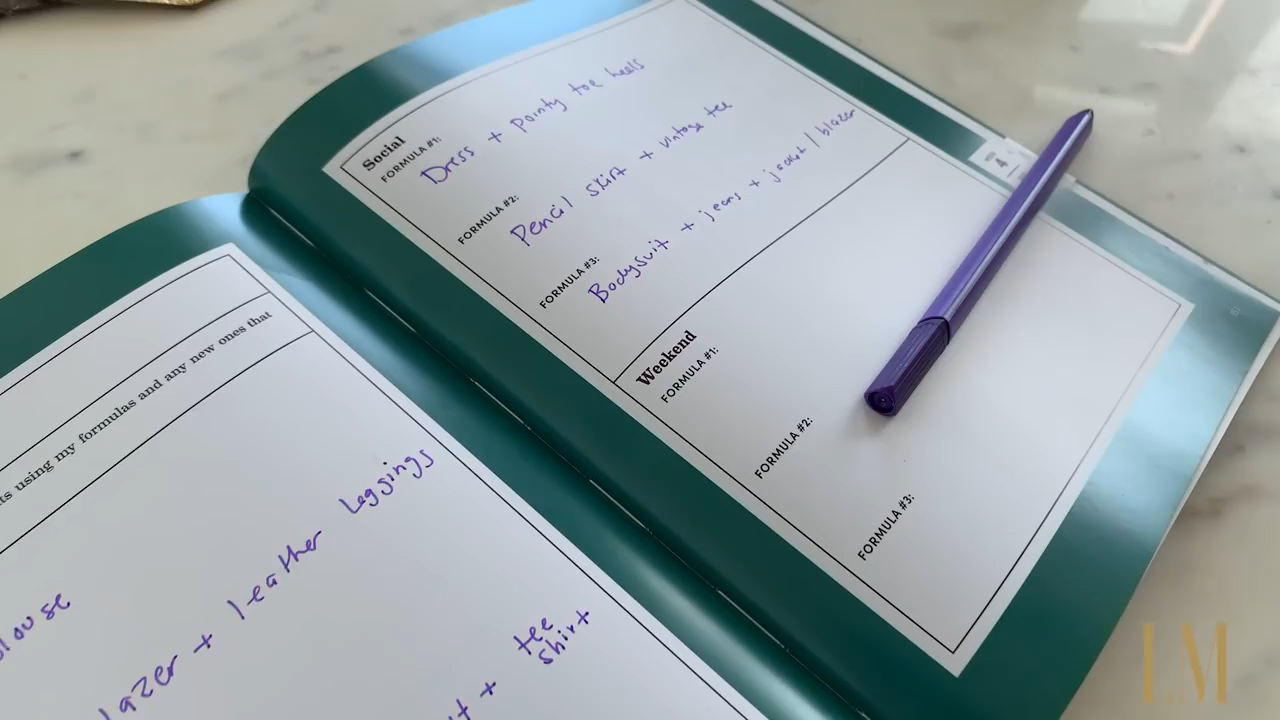 ts using my formulas and any new ones that
leather Leggings
tee
shirt
Social
FORMULA #1:
Dress + pointy toe heels
FORMULA #2:
Pencil skirt + vintage tee
FORMULA #3:
Bodysuit + jeans + jacket / blazer
Weekend
FORMULA #1:
FORMULA #2:
FORMULA #3:
4
LM